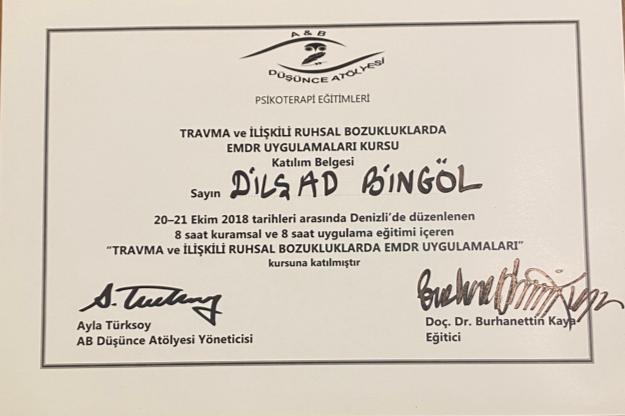 A & B
DÜŞÜNCE ATÖLYESİ
PSİKOTERAPİ EĞİTİMLERİ
TRAVMA ve İLİŞKİLİ RUHSAL BOZUKLUKLARDA
EMDR UYGULAMALARI KURSU
Katılım Belgesi
Sayın DİLŞAD BİNGÖL
20–21 Ekim 2018 tarihleri arasında Denizli'de düzenlenen
8 saat kuramsal ve 8 saat uygulama eğitimi içeren
"TRAVMA ve İLİŞKİLİ RUHSAL BOZUKLUKLARDA EMDR UYGULAMALARI"
kursuna katılmıştır
Ayla Türksoy
AB Düşünce Atölyesi Yöneticisi
Doç. Dr. Burhanettin Kaya
Eğitici